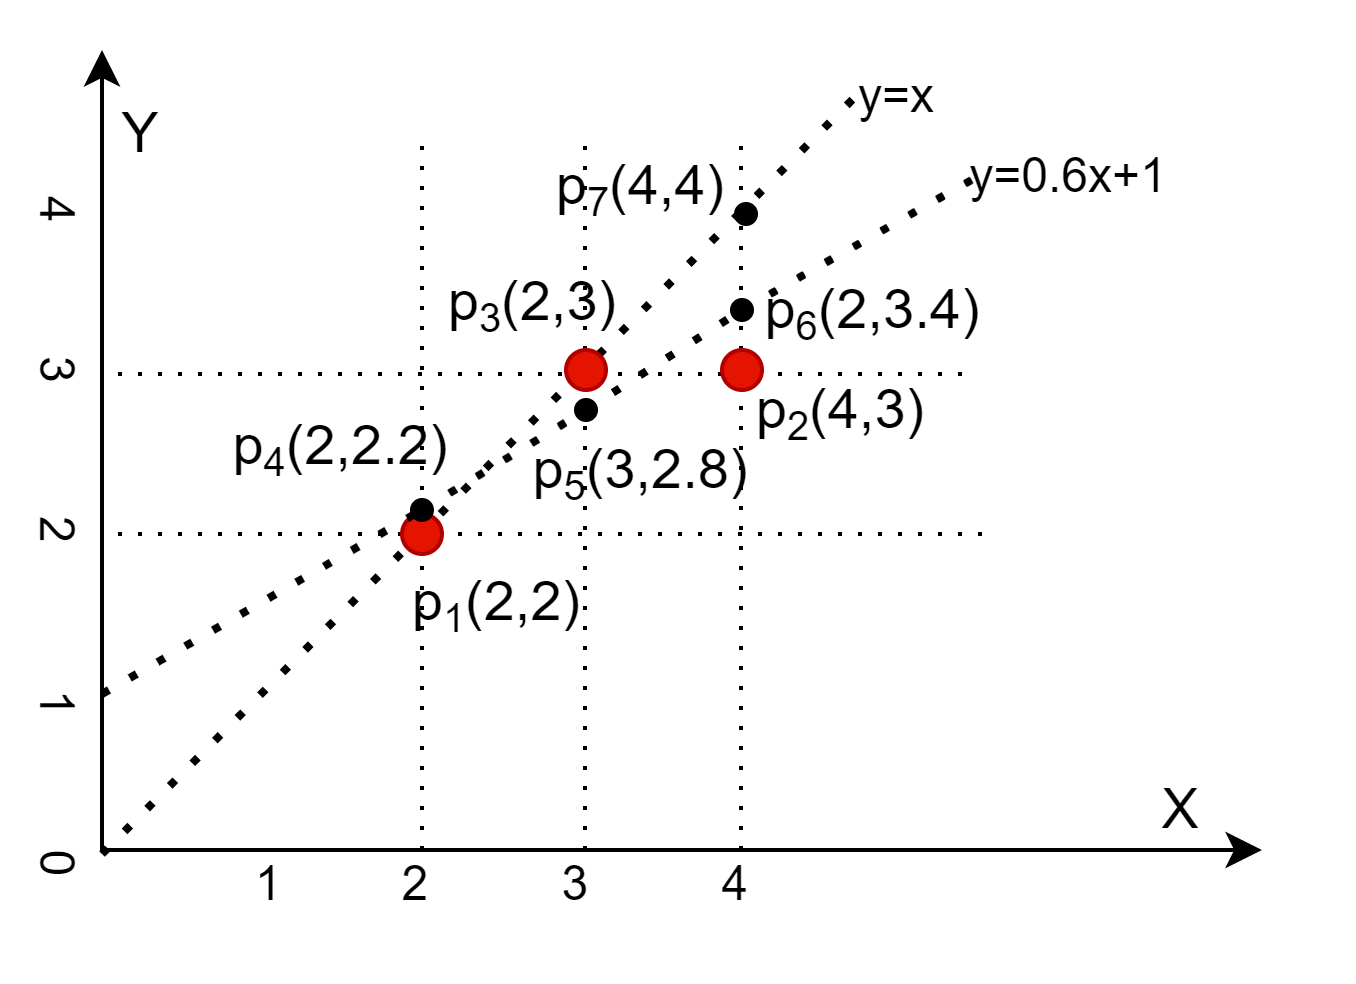 y=x
Y
y=0.6x+1
p7(4,4)
4
p3(2,3)
p6(2,3.4)
3
p2(4,3)
p4(2,2.2)
p5(3,2.8)
2
p1(2,2)
1
X
0
1 2 3 4